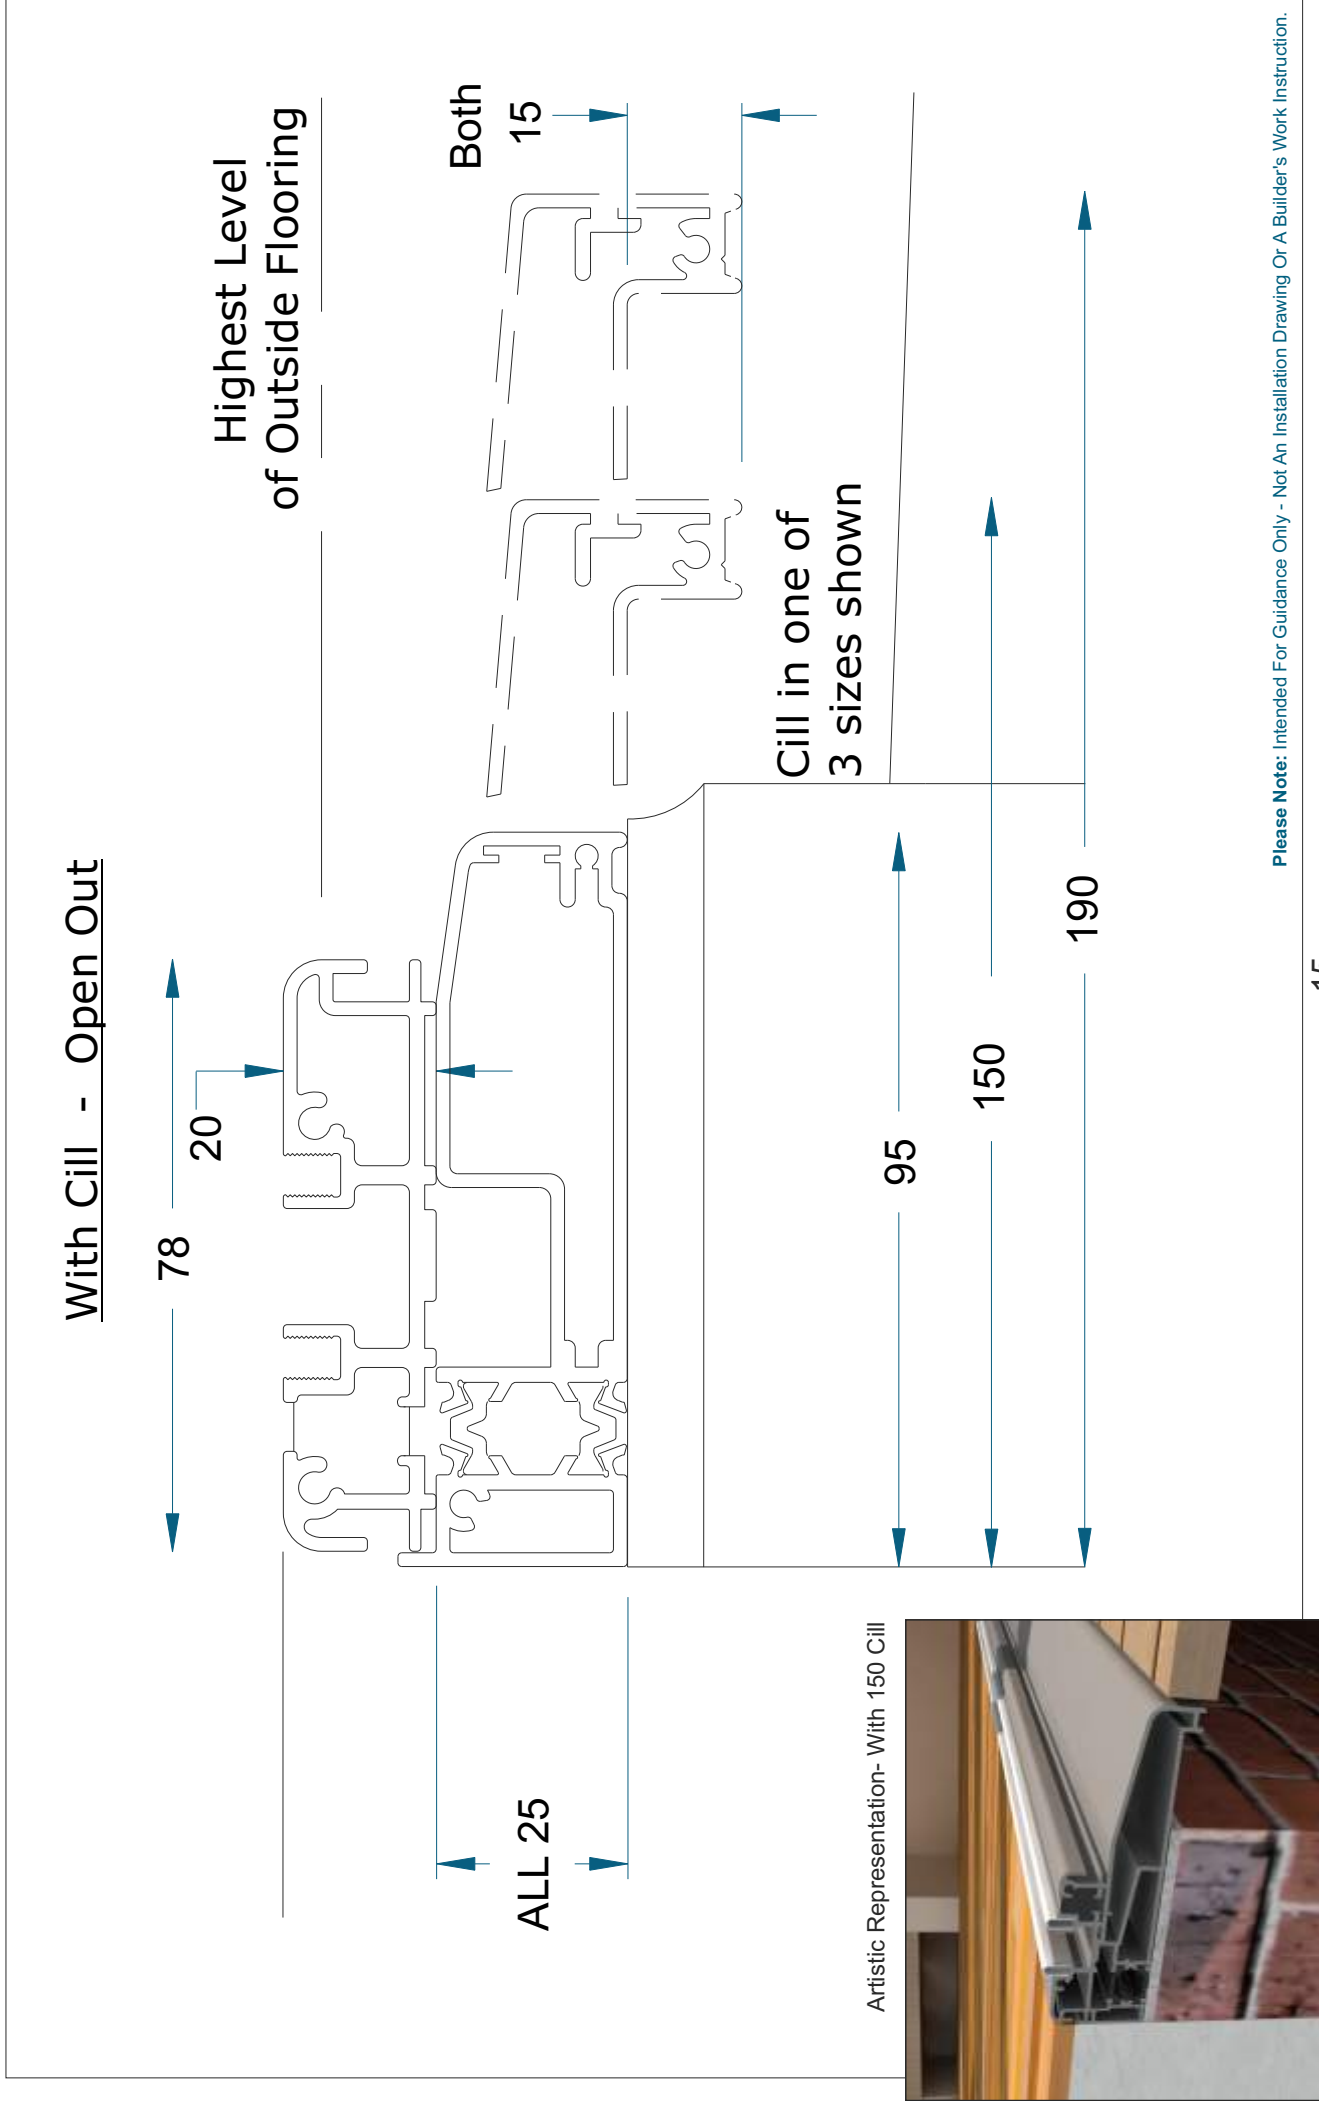 With Cill - Open Out
78
20
Highest Level
of Outside Flooring
Both
15
ALL 25
Cill in one of
3 sizes shown
95
150
190
Artistic Representation- With 150 Cill
Please Note: Intended For Guidance Only - Not An Installation Drawing Or A Builder's Work Instruction.
15